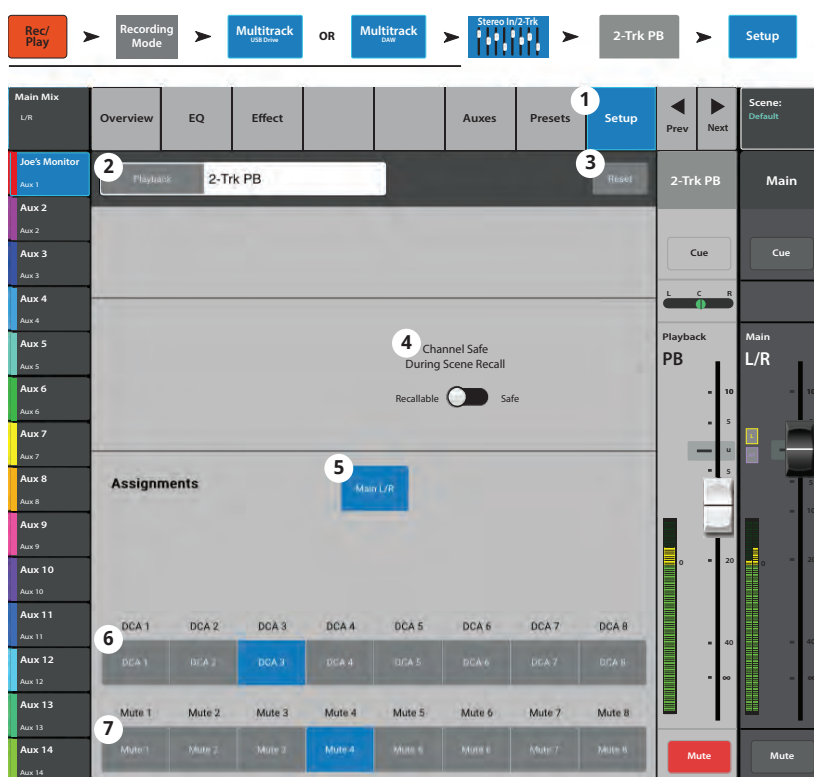 Rec/
Play
Recording
Mode
Multitrack
USB Drive
OR
Multitrack
DAW
Stereo In/2-Trk
2-Trk PB
Setup
Main Mix
L/R
Overview
EQ
Effect
Auxes
Presets
1
Setup
Prev
Next
Scene:
Default
Joe's Monitor
Aux 1
2
Playback
2-Trk PB
3
Reset
2-Trk PB
Main
Aux 2
Aux 2
Aux 3
Aux 3
Cue
Cue
Aux 4
Aux 4
L C R
Aux 5
Aux 5
4
Channel Safe
During Scene Recall
Recallable
Safe
Playback
PB
Main
L/R
Aux 6
Aux 6
Aux 7
Aux 7
Aux 8
Aux 8
Assignments
5
Main L/R
10
5
U
5
20
40
∞
0
10
5
10
20
40
∞
0
L
Aux 9
Aux 9
Aux 10
Aux 10
Aux 11
Aux 11
DCA 1 DCA 2 DCA 3 DCA 4 DCA 5 DCA 6 DCA 7 DCA 8
6
DCA 1 DCA 2 DCA 3 DCA 4 DCA 5 DCA 6 DCA 7 DCA 8
Aux 12
Aux 12
Aux 13
Aux 13
Mute 1 Mute 2 Mute 3 Mute 4 Mute 5 Mute 6 Mute 7 Mute 8
7
Mute 1 Mute 2 Mute 3 Mute 4 Mute 6 Mute 7
Aux 14
Aux 14
Mute
Mute